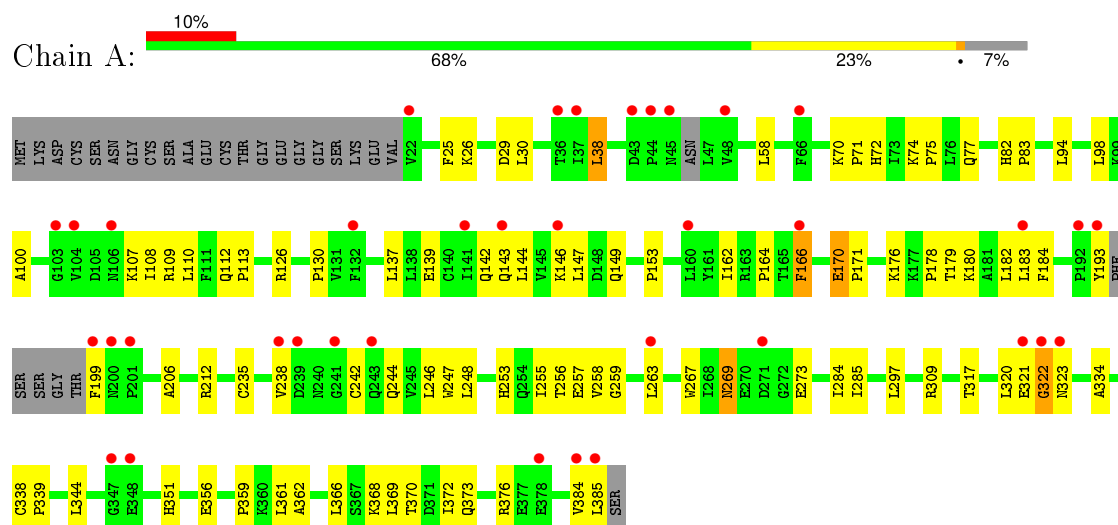 10%
Chain A:
68% 23% • 7%
MET LYS ASP CYS SER ASN GLY CYS SER ALA GLU CYS THR GLY GLU GLY GLY SER LYS GLU VAL V22 F25 K26 D29 L30 T36 I37 L38 D43 P44 N45 ASN L47 V48 L58 F66 K70 P71 H72 I73 K74 P75 L76 Q77 H82 P83 L94 L98 K99
A100 G103 V104 D105 N106 K107 I108 R109 L110 F111 Q112 P113 R126 P130 V131 F132 L137 E139 C140 I141 Q142 Q143 L144 V145 K146 L147 D148 Q149 P153 L160 Y161 I162 R163 P164 T165 F166 E170 P171 K176 K177 P178 T179 K180 A181 L182 L183 F184 P192 Y193 PHE
SER SER GLY THR F199 N200 P201 A206 R212 C235 V238 D239 N240 G241 C242 Q243 Q244 V245 L246 W247 L248 H253 Q254 I255 T256 E257 V258 G259 L263 W267 I268 N269 E270 D271 G272 E273 I284 I285 L297 R309 T317 L320 E321 G322 N323 A334
C338 P339 L344 G347 E348 H351 E356 P359 K360 L361 A362 L366 S367 K368 L369 T370 D371 I372 Q373 R376 E377 E378 V384 L385 SER